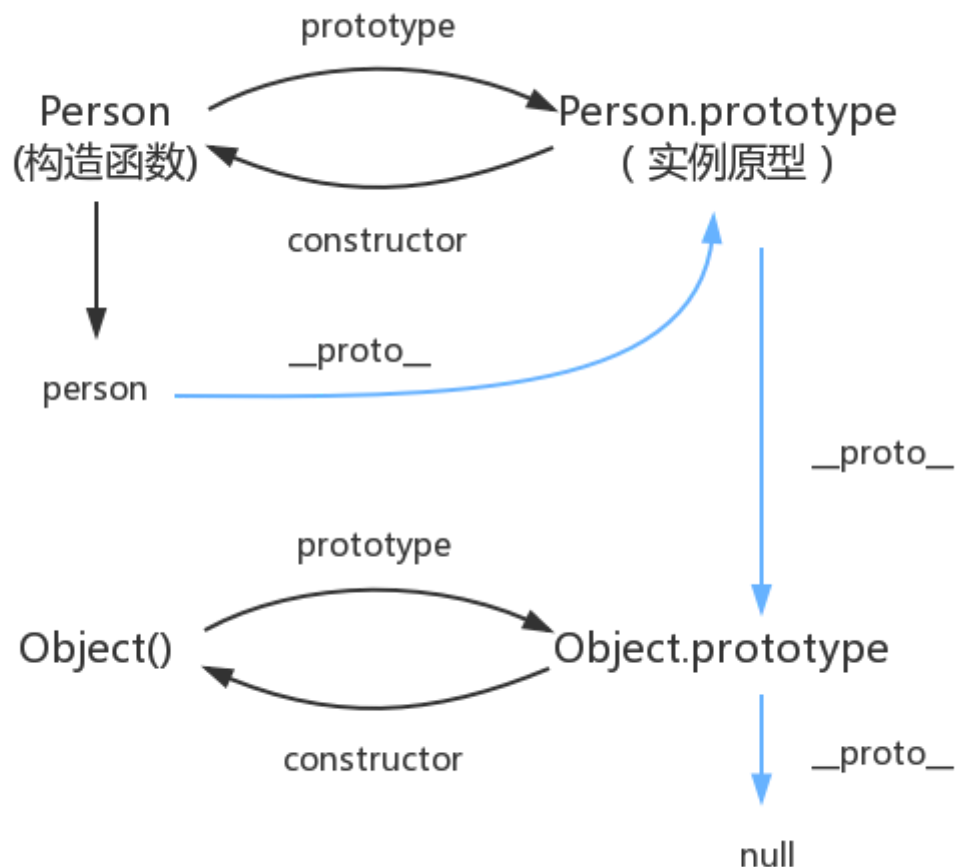 prototype
Person
Person.prototype
(构造函数)
（实例原型）
constructor
__proto__
person
__proto__
prototype
Object()
Object.prototype
constructor
__proto__
null